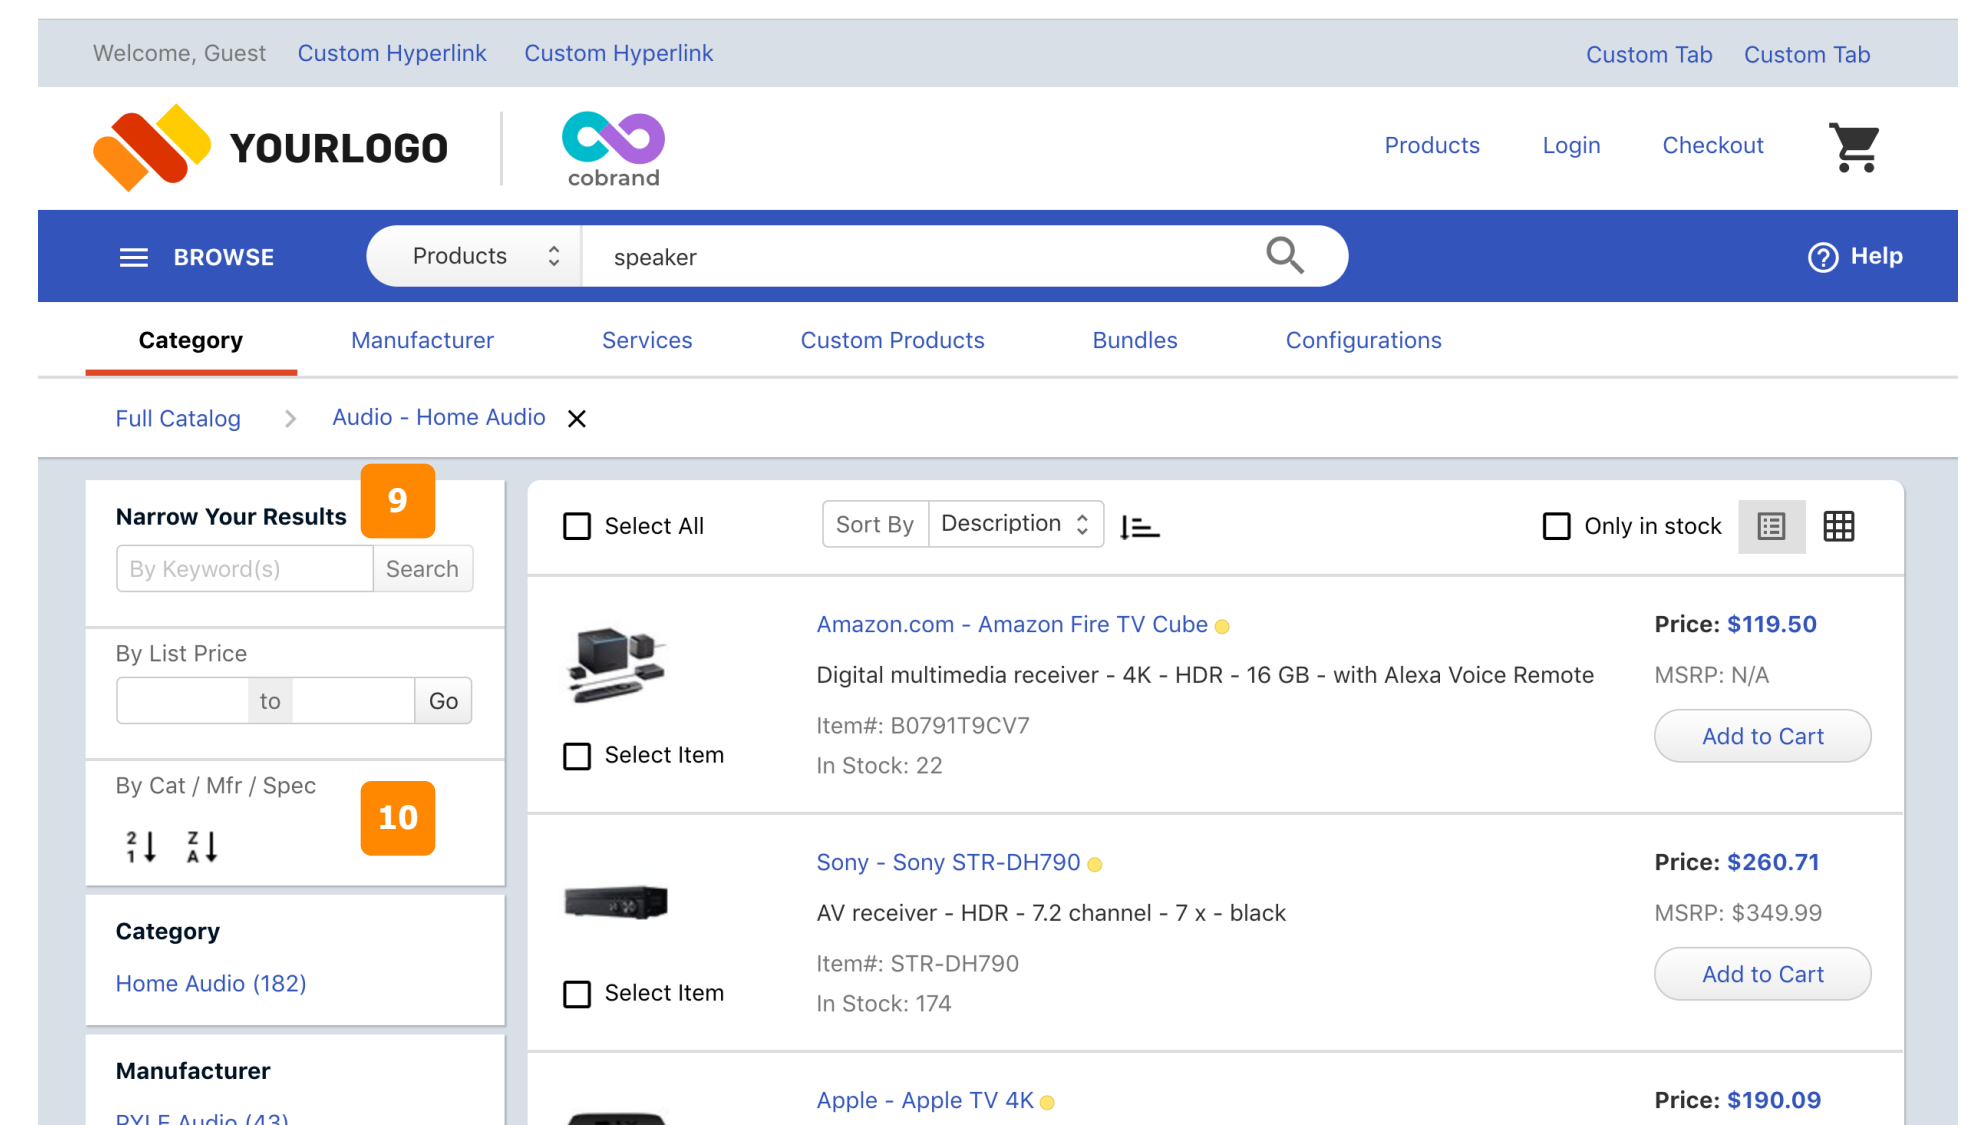 Welcome, Guest Custom Hyperlink Custom Hyperlink Custom Tab Custom Tab
YOURLOGO cobrand Products Login Checkout
BROWSE Products speaker Help
Category Manufacturer Services Custom Products Bundles Configurations
Full Catalog Audio - Home Audio
9
Narrow Your Results
By Keyword(s) Search
By List Price
to Go
By Cat / Mfr / Spec
10
2 1 Z A
Category
Home Audio (182)
Manufacturer
PYLE Audio (43)
Select All Sort By Description Only in stock
Amazon.com - Amazon Fire TV Cube Price: $119.50
Digital multimedia receiver - 4K - HDR - 16 GB - with Alexa Voice Remote MSRP: N/A
Item#: B0791T9CV7
Add to Cart
Select Item
In Stock: 22
Sony - Sony STR-DH790 Price: $260.71
AV receiver - HDR - 7.2 channel - 7 x - black MSRP: $349.99
Item#: STR-DH790
Add to Cart
Select Item
In Stock: 174
Apple - Apple TV 4K Price: $190.09